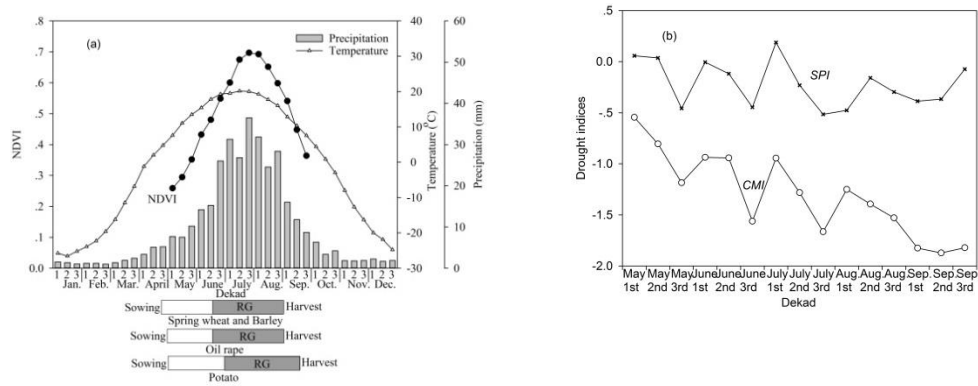 (a)
Precipitation
Temperature
.8
.7
.6
.5
.4
.3
.2
.1
0.0
NDVI
40
30
20
10
0
-10
-20
-30
Temperature (°C)
60
50
40
30
20
10
0
Precipitation (mm)
NDVI
1 2 3 1 2 3 1 2 3 1 2 3 1 2 3 1 2 3 1 2 3 1 2 3 1 2 3 1 2 3 1 2 3 1 2 3
Jan. Feb. Mar. April May June July Aug. Sep. Oct. Nov. Dec.
Dekad
Sowing RG Harvest
Spring wheat and Barley
Sowing RG Harvest
Oil rape
Sowing RG Harvest
Potato
(b)
.5
0.0
-.5
-1.0
-1.5
-2.0
Drought indices
SPI
CMI
May May May June June June July July July Aug Aug Aug Sep Sep Sep
1st 2nd 3rd 1st 2nd 3rd 1st 2nd 3rd 1st 2nd 3rd 1st 2nd 3rd
Dekad